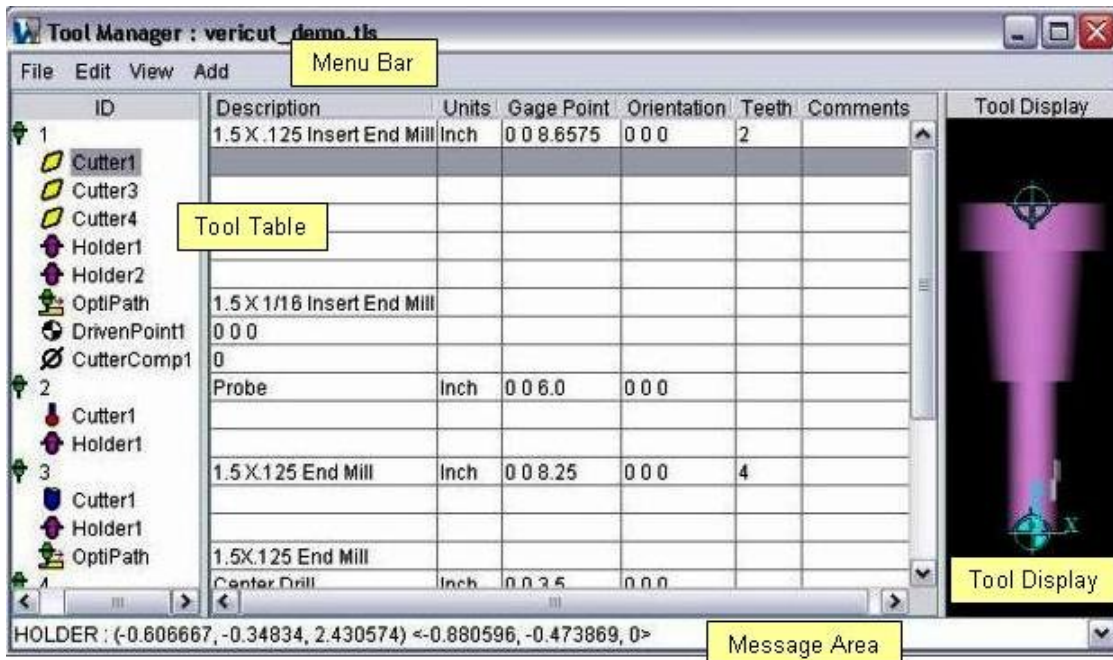 Tool Manager : vericut_demo.tls
Menu Bar
File Edit View Add
ID Description Units Gage Point Orientation Teeth Comments Tool Display
1 1.5 X .125 Insert End Mill Inch 0 0 8.6575 0 0 0 2
Cutter1
Cutter3
Cutter4
Tool Table
Holder1
Holder2
OptiPath 1.5 X 1/16 Insert End Mill
DrivenPoint1 0 0 0
CutterComp1 0
2 Probe Inch 0 0 6.0 0 0 0
Cutter1
Holder1
3 1.5 X.125 End Mill Inch 0 0 8.25 0 0 0 4
Cutter1
Holder1
X
OptiPath 1.5X.125 End Mill
4 Center Drill Inch 0 0 3.5 0 0 0
Tool Display
HOLDER : (-0.606667, -0.34834, 2.430574) <-0.880596, -0.473869, 0>
Message Area